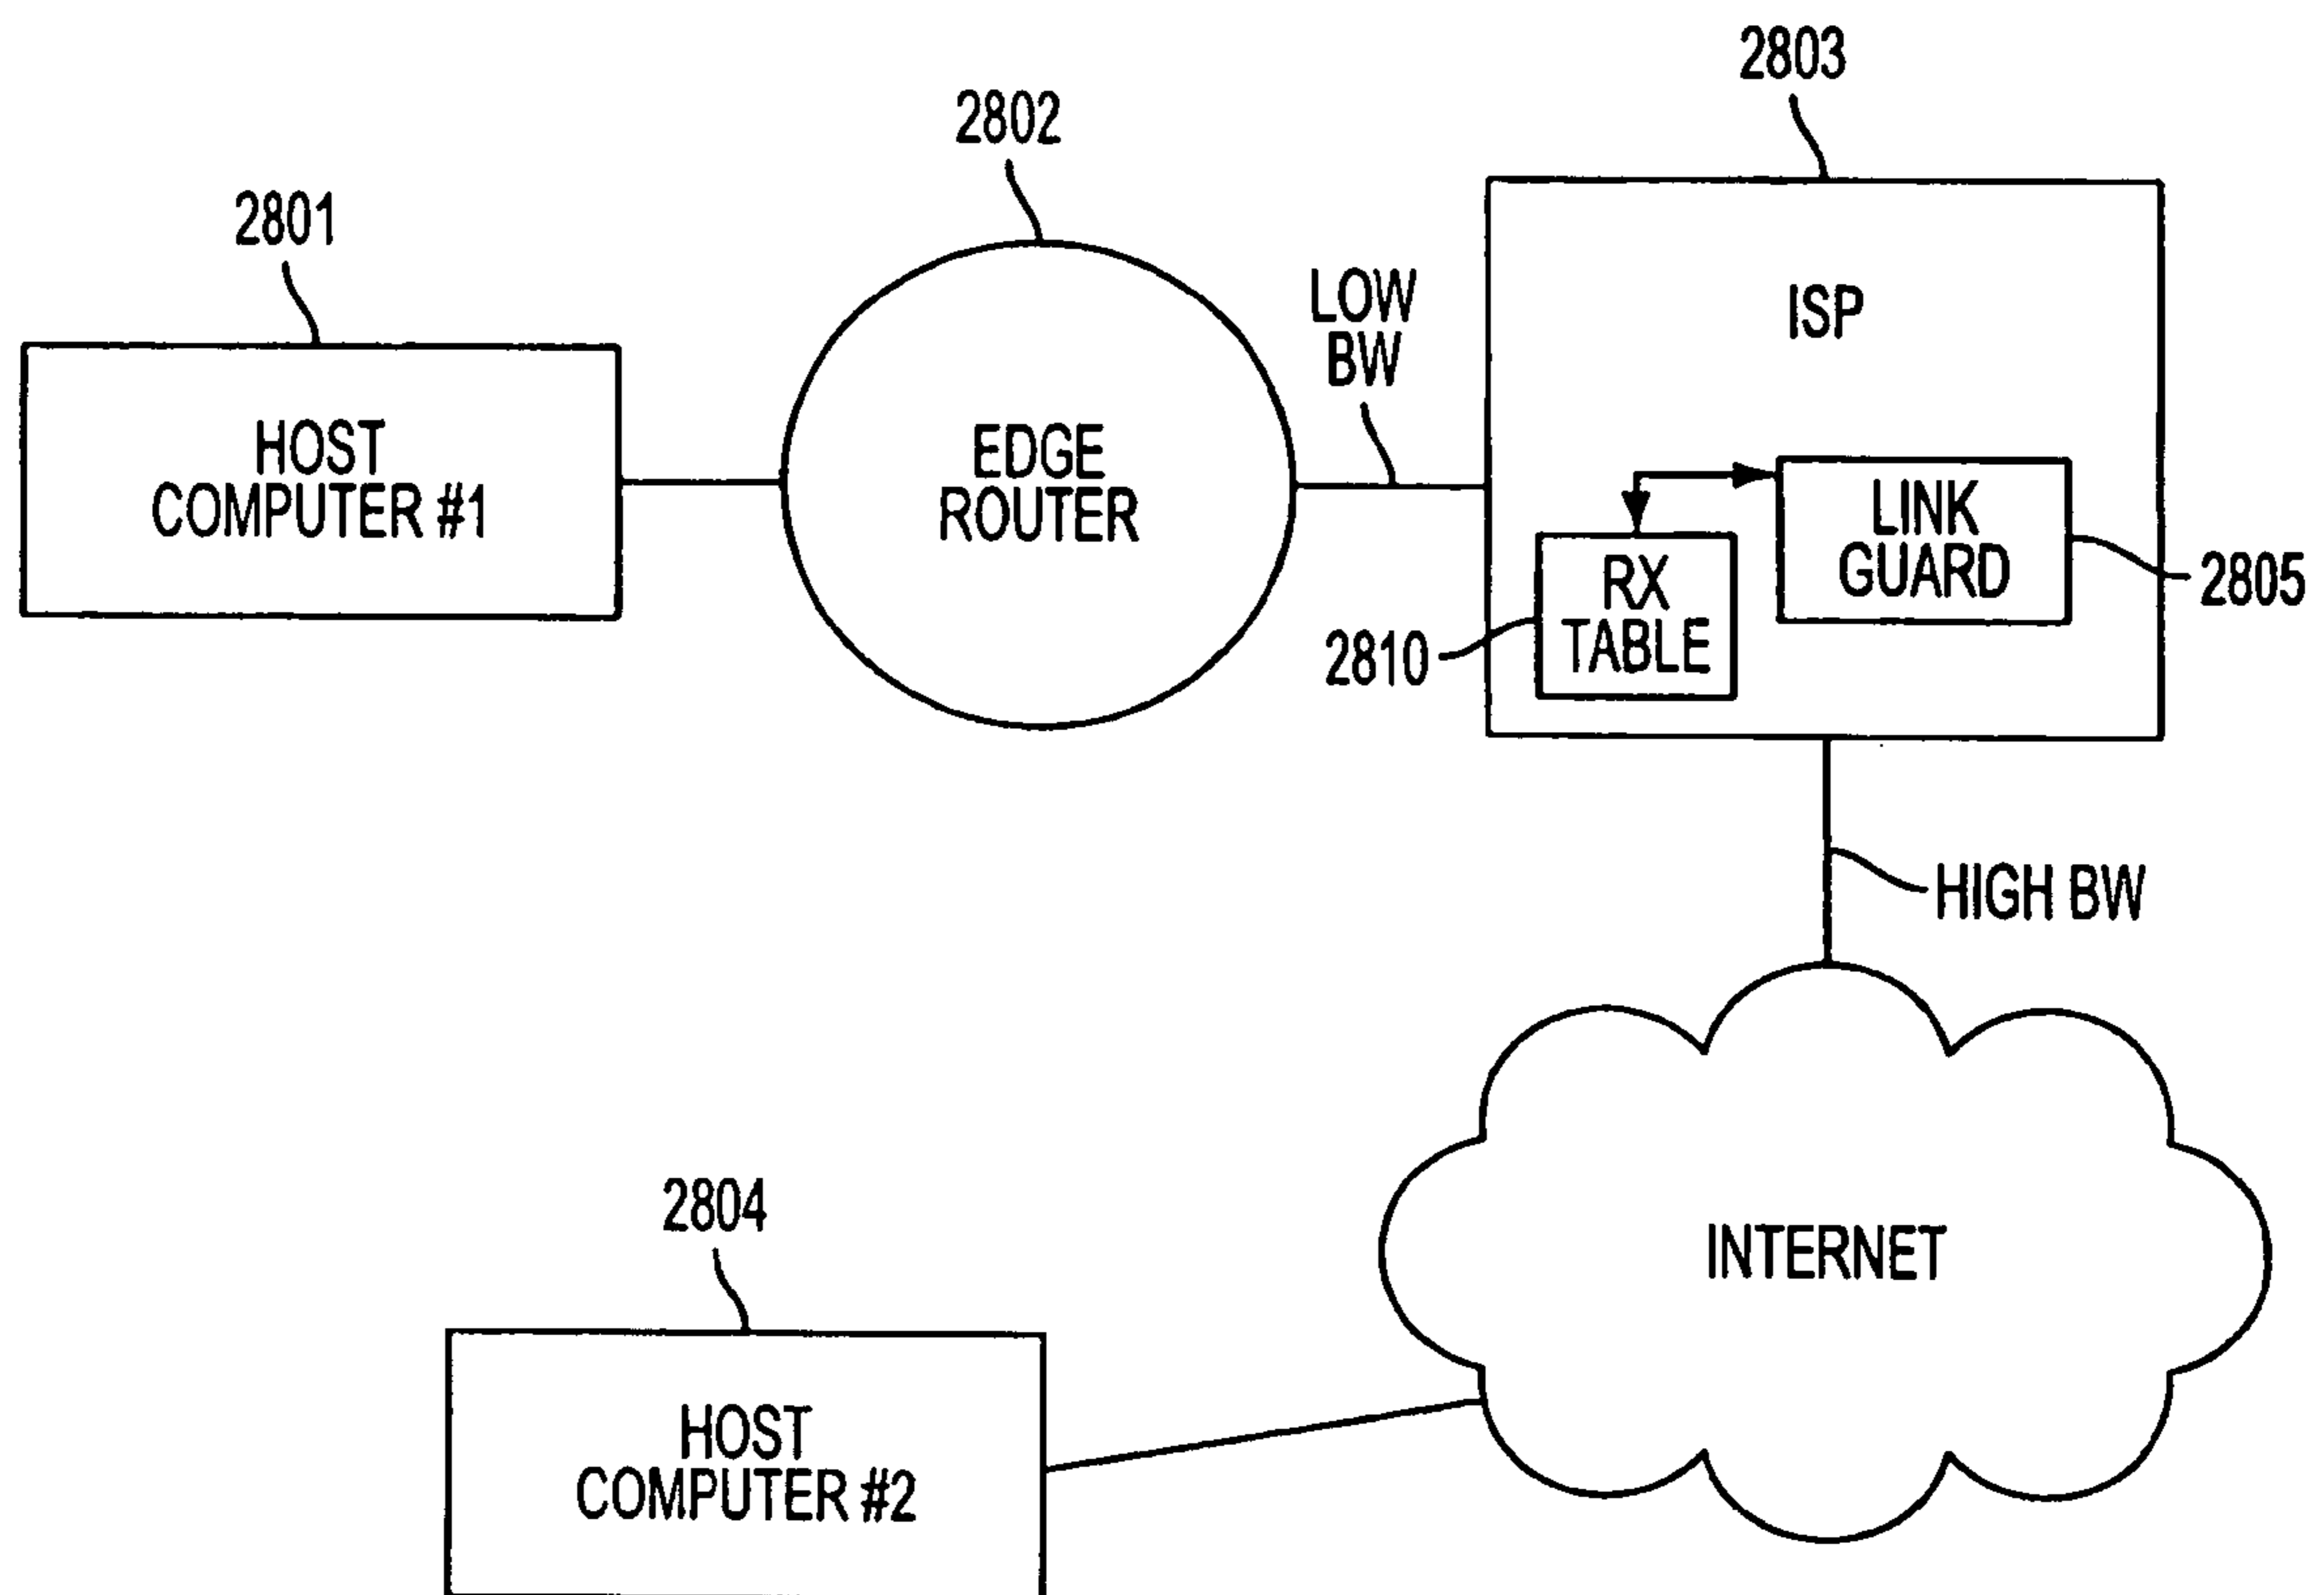 2803
2802
2801
LOW
BW
ISP
HOST
COMPUTER #1
EDGE
ROUTER
LINK
GUARD
2805
RX
TABLE
2810
HIGH BW
INTERNET
2804
HOST
COMPUTER #2